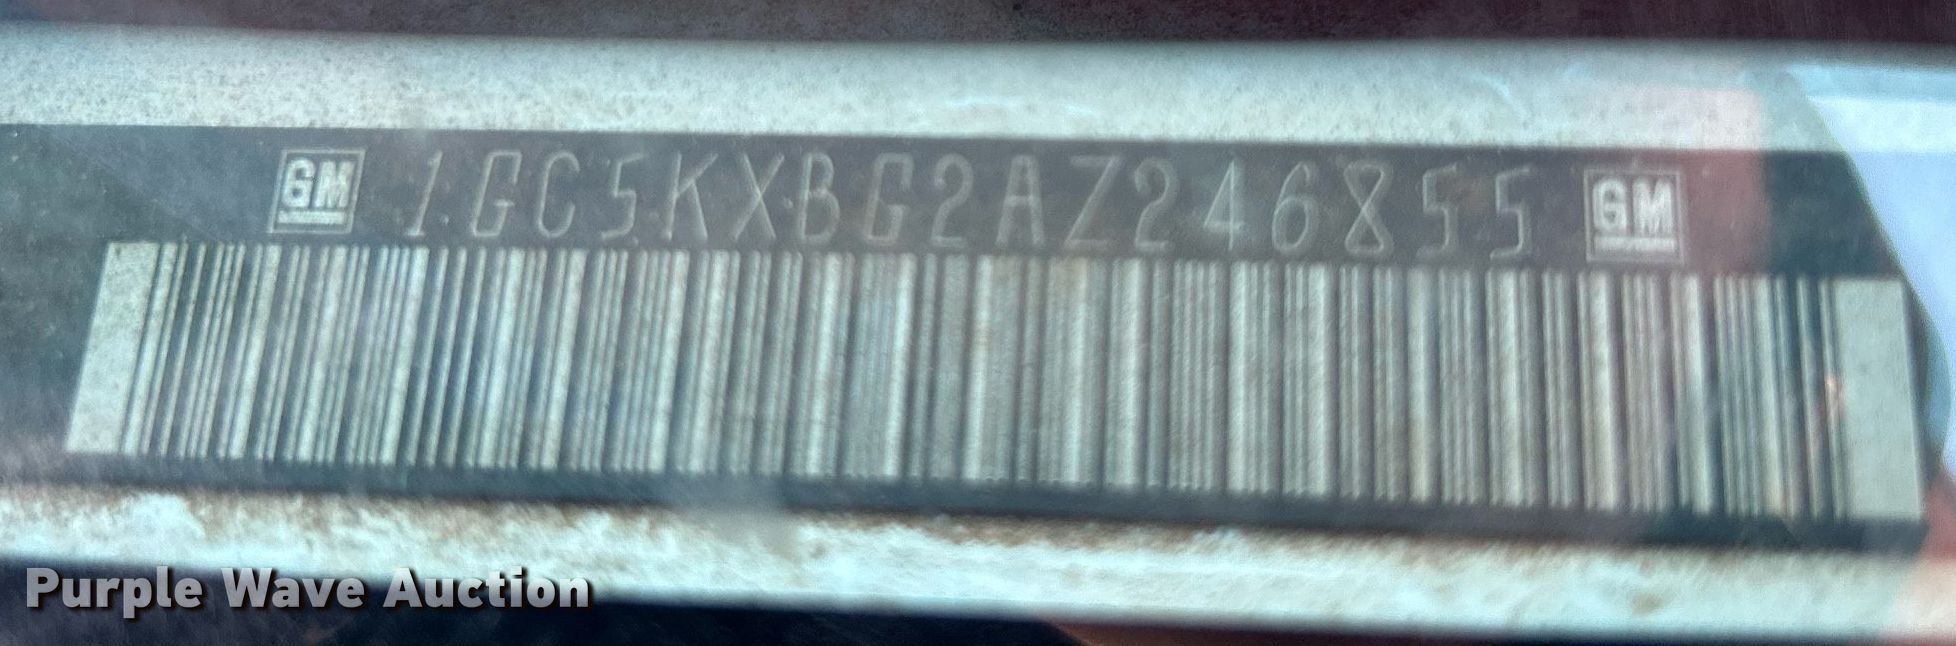 GM 1GC5KXBG2AZ246855 GM
Purple Wave Auction